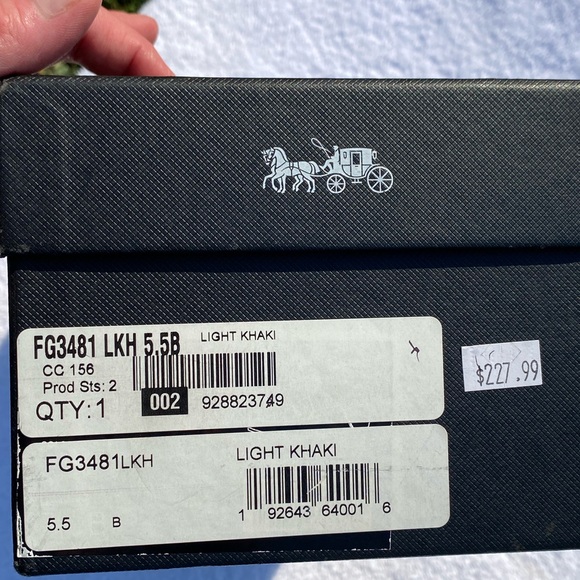 FG3481 LKH 5.5B LIGHT KHAKI
CC 156
Prod Sts: 2
QTY: 1 002 928823749
$227.99
FG3481LKH LIGHT KHAKI
5.5 B 1 92643 64001 6